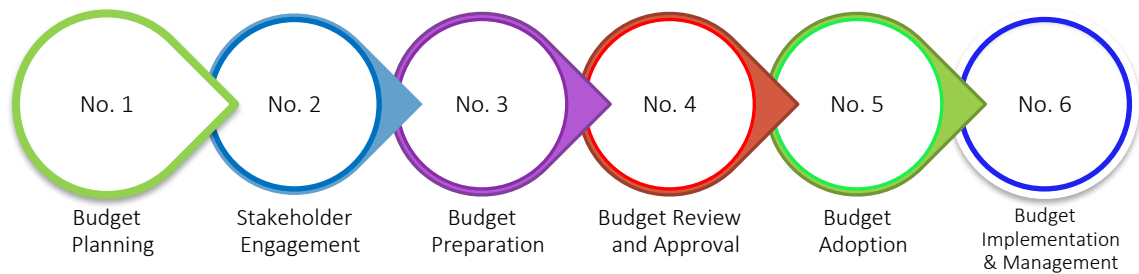 No. 1
No. 2
No. 3
No. 4
No. 5
No. 6
Budget
Planning
Stakeholder
Engagement
Budget
Preparation
Budget Review
and Approval
Budget
Adoption
Budget
Implementation
& Management